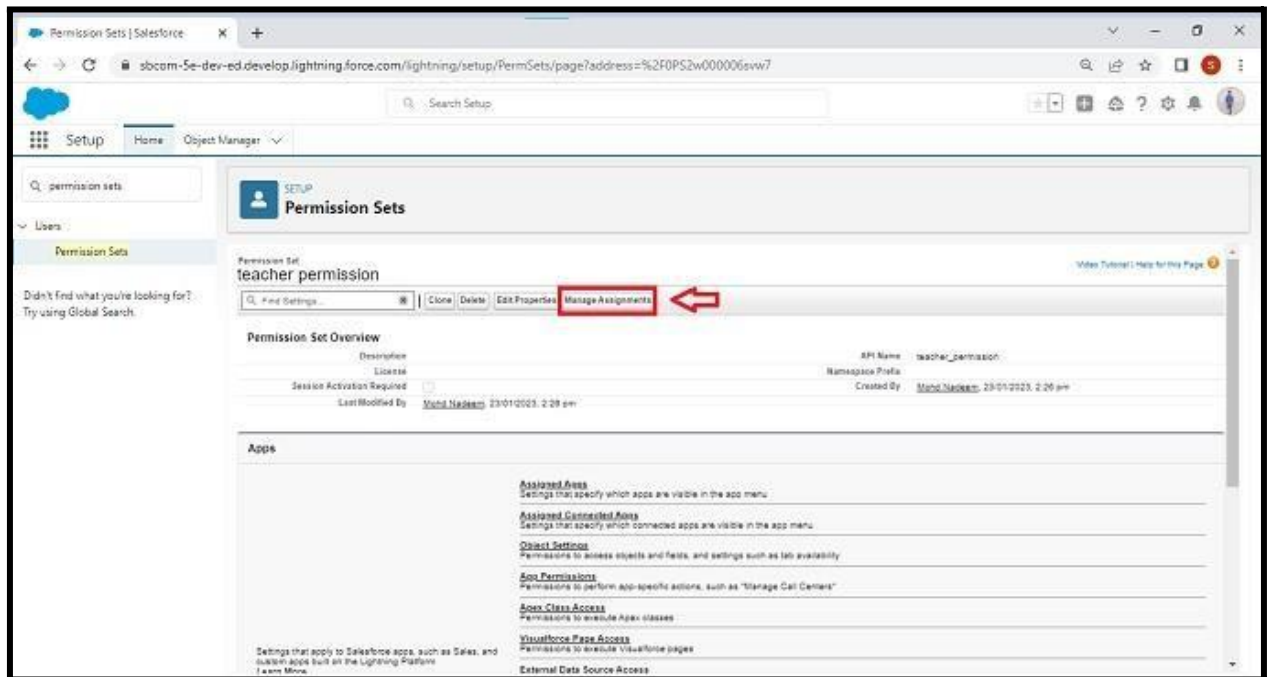 Permission Sets | Salesforce
sbcom-5e-dev-ed.develop.lightning.force.com/lightning/setup/PermSets/page?address=%2F0PS2w000006svw7
S
Search Setup
Setup Home Object Manager
permission sets
Users
Permission Sets
Didn't find what you're looking for?
Try using Global Search.
SETUP
Permission Sets
Permission Set
teacher permission
Video Tutorial | Help for this Page
Find Settings... Clone Delete Edit Properties Manage Assignments
Permission Set Overview
Description API Name teacher_permission
License Namespace Prefix
Session Activation Required Created By Mohd Nadeem, 23/01/2023, 2:26 pm
Last Modified By Mohd Nadeem, 23/01/2023, 2:26 pm
Apps
Assigned Apps
Settings that specify which apps are visible in the app menu
Assigned Connected Apps
Settings that specify which connected apps are visible in the app menu
Object Settings
Permissions to access objects and fields, and settings such as tab availability
App Permissions
Permissions to perform app-specific actions, such as "Manage Call Centers"
Apex Class Access
Permissions to execute Apex classes
Visualforce Page Access
Permissions to execute Visualforce pages
External Data Source Access
Settings that apply to Salesforce apps, such as Sales, and
custom apps built on the Lightning Platform
Learn More